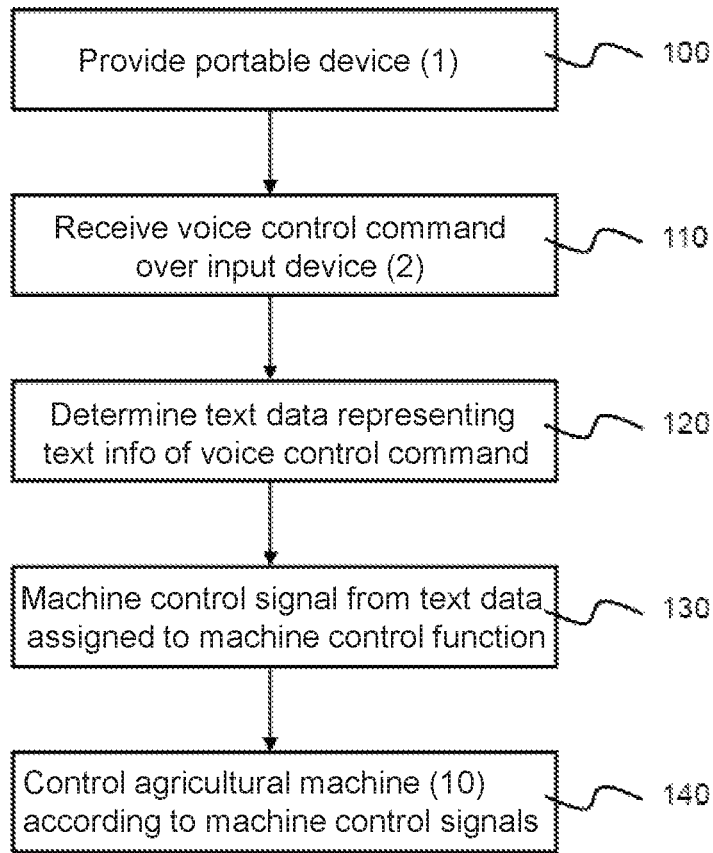 Provide portable device (1)
100
Receive voice control command
over input device (2)
110
Determine text data representing
text info of voice control command
120
Machine control signal from text data
assigned to machine control function
130
Control agricultural machine (10)
according to machine control signals
140